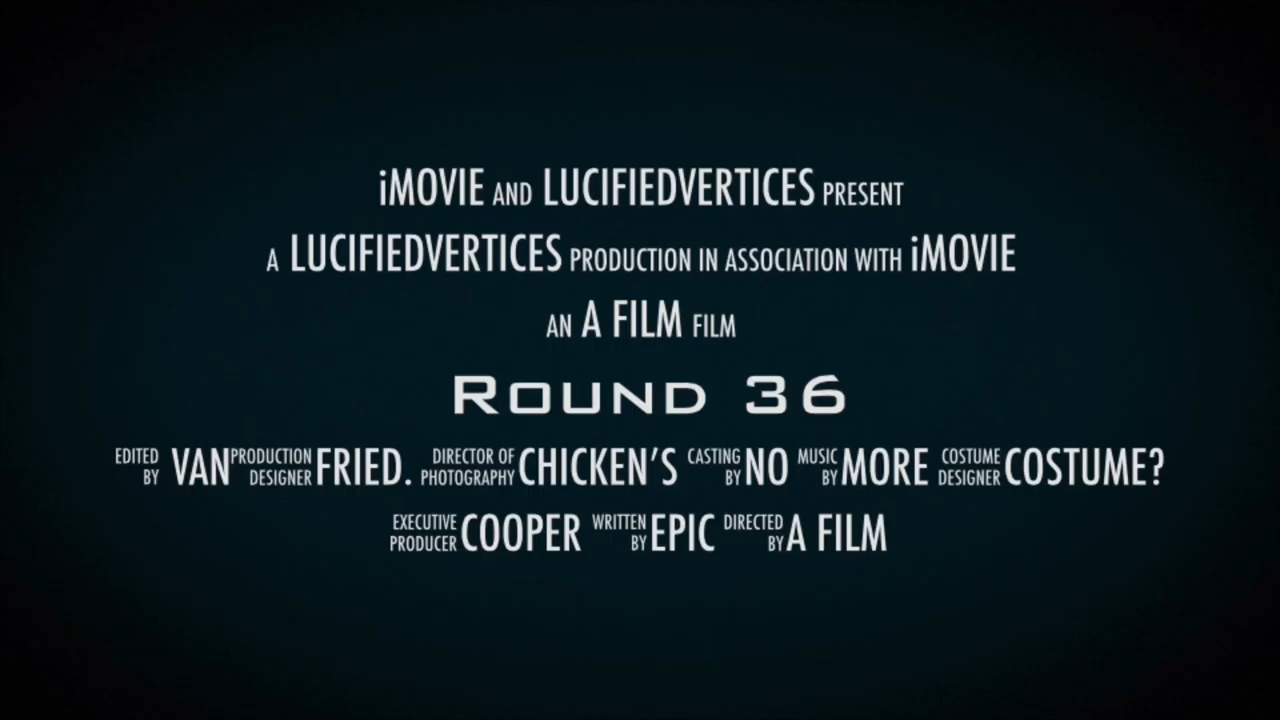 iMOVIE AND LUCIFIEDVERTICES PRESENT
A LUCIFIEDVERTICES PRODUCTION IN ASSOCIATION WITH iMOVIE
AN A FILM FILM
ROUND 36
EDITED BY VAN PRODUCTION DESIGNER FRIED. DIRECTOR OF PHOTOGRAPHY CHICKEN'S CASTING BY NO MUSIC BY MORE COSTUME DESIGNER COSTUME?
EXECUTIVE PRODUCER COOPER WRITTEN BY EPIC DIRECTED BY A FILM